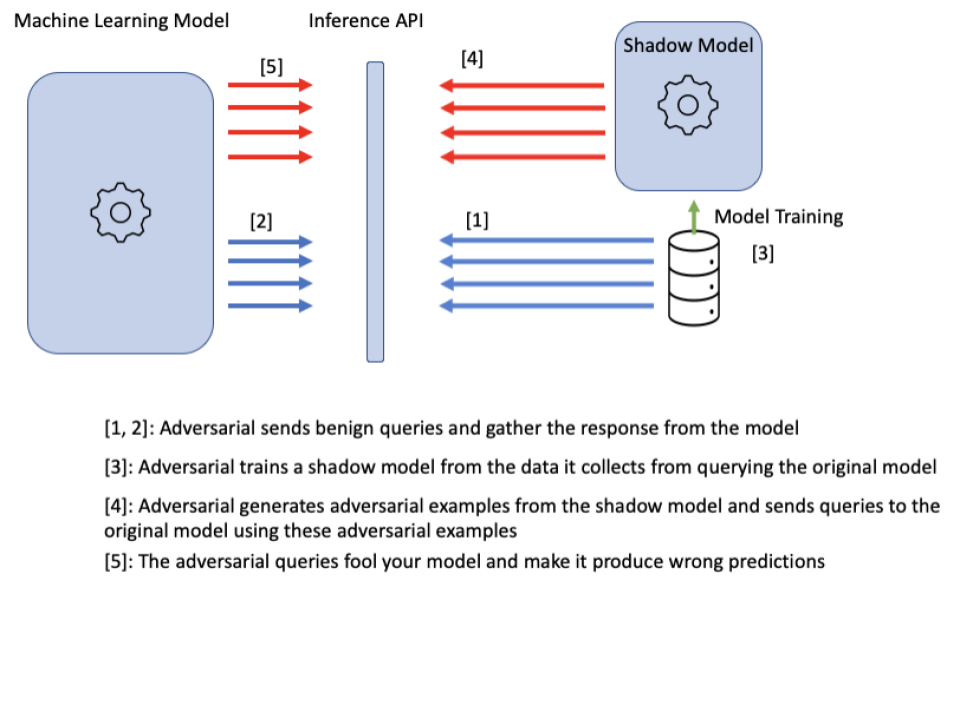 Machine Learning Model
Inference API
Shadow Model
[5]
[4]
[2]
[1]
Model Training
[3]
[1, 2]: Adversarial sends benign queries and gather the response from the model
[3]: Adversarial trains a shadow model from the data it collects from querying the original model
[4]: Adversarial generates adversarial examples from the shadow model and sends queries to the
original model using these adversarial examples
[5]: The adversarial queries fool your model and make it produce wrong predictions